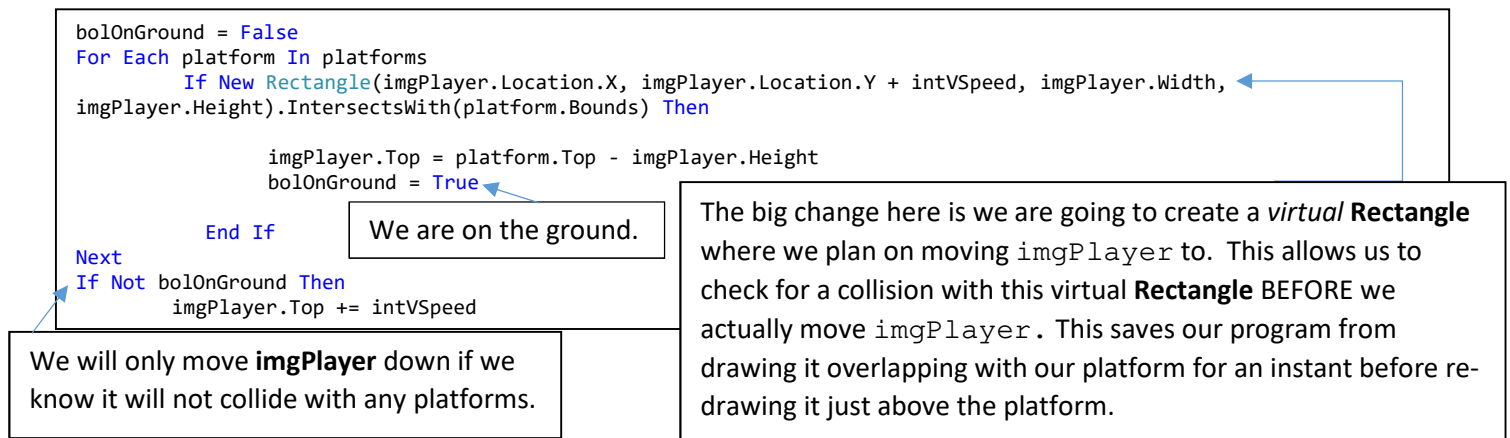 bolOnGround = False
For Each platform In platforms
If New Rectangle(imgPlayer.Location.X, imgPlayer.Location.Y + intVSpeed, imgPlayer.Width,
imgPlayer.Height).IntersectsWith(platform.Bounds) Then
imgPlayer.Top = platform.Top - imgPlayer.Height
bolOnGround = True
We are on the ground.
End If
Next
If Not bolOnGround Then
imgPlayer.Top += intVSpeed
The big change here is we are going to create a virtual Rectangle
where we plan on moving imgPlayer to. This allows us to
check for a collision with this virtual Rectangle BEFORE we
actually move imgPlayer. This saves our program from
drawing it overlapping with our platform for an instant before re-
drawing it just above the platform.
We will only move imgPlayer down if we
know it will not collide with any platforms.